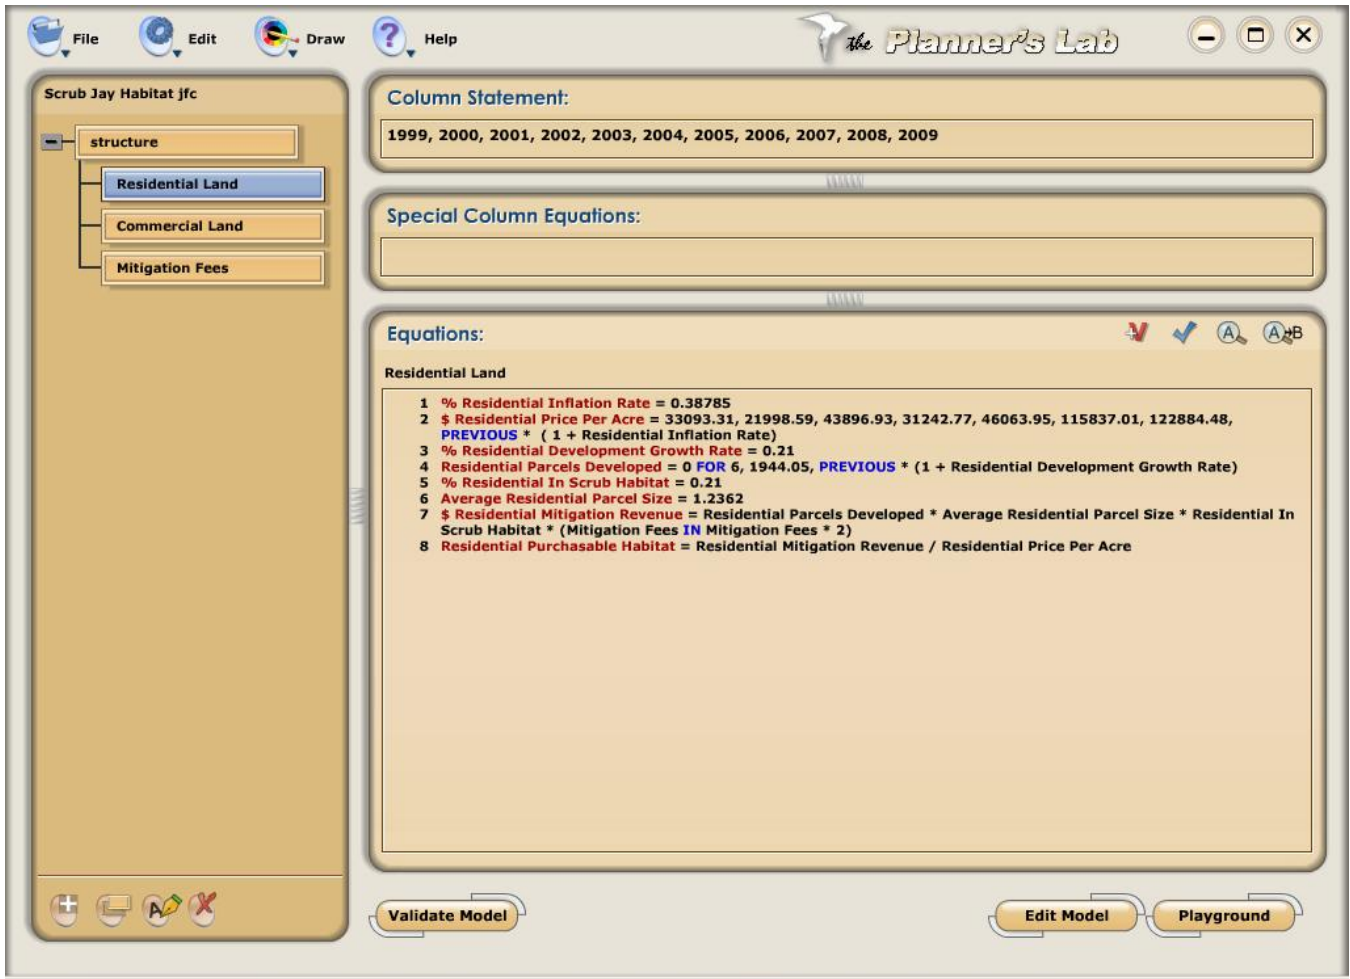 File Edit Draw Help the Planner's Lab
Scrub Jay Habitat jfc
structure
Residential Land
Commercial Land
Mitigation Fees
Column Statement:
1999, 2000, 2001, 2002, 2003, 2004, 2005, 2006, 2007, 2008, 2009
Special Column Equations:
Equations:
A A B
Residential Land
1 % Residential Inflation Rate = 0.38785
2 $ Residential Price Per Acre = 33093.31, 21998.59, 43896.93, 31242.77, 46063.95, 115837.01, 122884.48,
PREVIOUS * ( 1 + Residential Inflation Rate)
3 % Residential Development Growth Rate = 0.21
4 Residential Parcels Developed = 0 FOR 6, 1944.05, PREVIOUS * (1 + Residential Development Growth Rate)
5 % Residential In Scrub Habitat = 0.21
6 Average Residential Parcel Size = 1.2362
7 $ Residential Mitigation Revenue = Residential Parcels Developed * Average Residential Parcel Size * Residential In
Scrub Habitat * (Mitigation Fees IN Mitigation Fees * 2)
8 Residential Purchasable Habitat = Residential Mitigation Revenue / Residential Price Per Acre
A
Validate Model
Edit Model
Playground